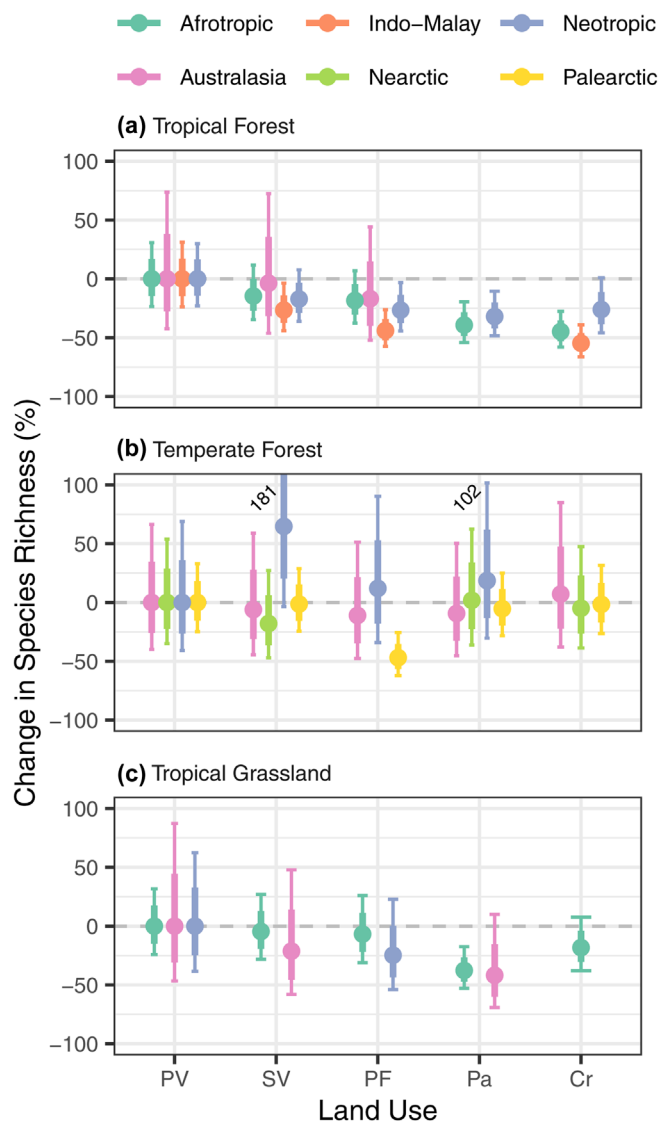 Afrotropic Indo−Malay Neotropic
Australasia Nearctic Palearctic
(a) Tropical Forest
100
50
0
−50
−100
(b) Temperate Forest
181
102
100
50
0
−50
−100
(c) Tropical Grassland
100
50
0
−50
−100
Change in Species Richness (%)
PV SV PF Pa Cr
Land Use